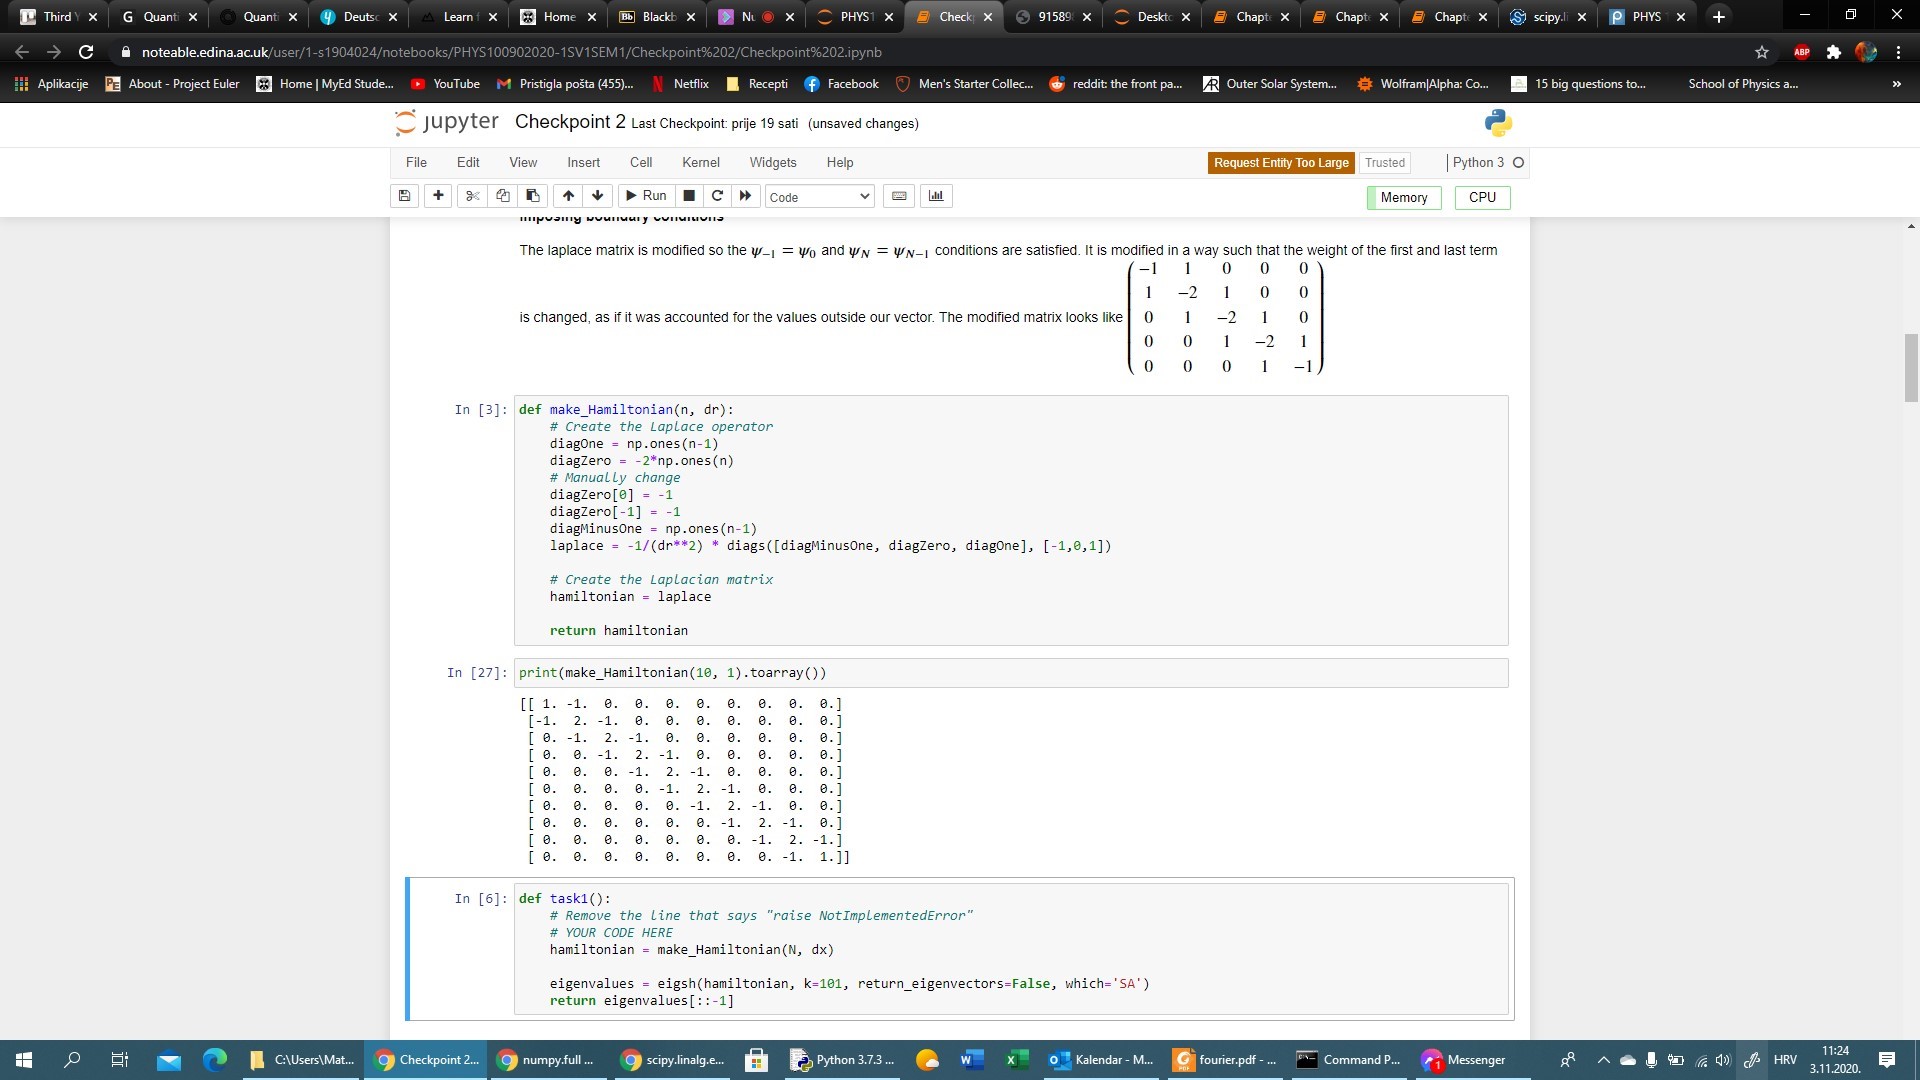 Third Y
Quanti
Quanti
Deutsc
Learn f
Home
Blackb
Nu
PHYS1
Check
91589
Deskto
Chapt
Chapt
Chapt
scipy.li
PHYS
noteable.edina.ac.uk/user/1-s1904024/notebooks/PHYS100902020-1SV1SEM1/Checkpoint%202/Checkpoint%202.ipynb
ABP
Aplikacije About - Project Euler Home | MyEd Stude... YouTube Pristigla pošta (455)... Netflix Recepti Facebook Men's Starter Collec... reddit: the front pa... Outer Solar System... Wolfram|Alpha: Co... 15 big questions to... School of Physics a... »
jupyter Checkpoint 2 Last Checkpoint: prije 19 sati (unsaved changes)
File Edit View Insert Cell Kernel Widgets Help Request Entity Too Large Trusted Python 3
Run Code Memory CPU
Imposing boundary conditions
The laplace matrix is modified so the ψ₋₁ = ψ₀ and ψ_N = ψ_N−1 conditions are satisfied. It is modified in a way such that the weight of the first and last term
is changed, as if it was accounted for the values outside our vector. The modified matrix looks like
−1 1 0 0 0
1 −2 1 0 0
0 1 −2 1 0
0 0 1 −2 1
0 0 0 1 −1
In [3]: def make_Hamiltonian(n, dr):
# Create the Laplace operator
diagOne = np.ones(n-1)
diagZero = -2*np.ones(n)
# Manually change
diagZero[0] = -1
diagZero[-1] = -1
diagMinusOne = np.ones(n-1)
laplace = -1/(dr**2) * diags([diagMinusOne, diagZero, diagOne], [-1,0,1])
# Create the Laplacian matrix
hamiltonian = laplace
return hamiltonian
In [27]: print(make_Hamiltonian(10, 1).toarray())
[[ 1. -1. 0. 0. 0. 0. 0. 0. 0. 0.]
[-1. 2. -1. 0. 0. 0. 0. 0. 0. 0.]
[ 0. -1. 2. -1. 0. 0. 0. 0. 0. 0.]
[ 0. 0. -1. 2. -1. 0. 0. 0. 0. 0.]
[ 0. 0. 0. -1. 2. -1. 0. 0. 0. 0.]
[ 0. 0. 0. 0. -1. 2. -1. 0. 0. 0.]
[ 0. 0. 0. 0. 0. -1. 2. -1. 0. 0.]
[ 0. 0. 0. 0. 0. 0. -1. 2. -1. 0.]
[ 0. 0. 0. 0. 0. 0. 0. -1. 2. -1.]
[ 0. 0. 0. 0. 0. 0. 0. 0. -1. 1.]]
In [6]: def task1():
# Remove the line that says "raise NotImplementedError"
# YOUR CODE HERE
hamiltonian = make_Hamiltonian(N, dx)
eigenvalues = eigsh(hamiltonian, k=101, return_eigenvectors=False, which='SA')
return eigenvalues[::-1]
C:\Users\Mat... Checkpoint 2... numpy.full ... scipy.linalg.e... Python 3.7.3 ... Kalendar - M... fourier.pdf - ... Command P... 1 Messenger HRV 11:24
3.11.2020.